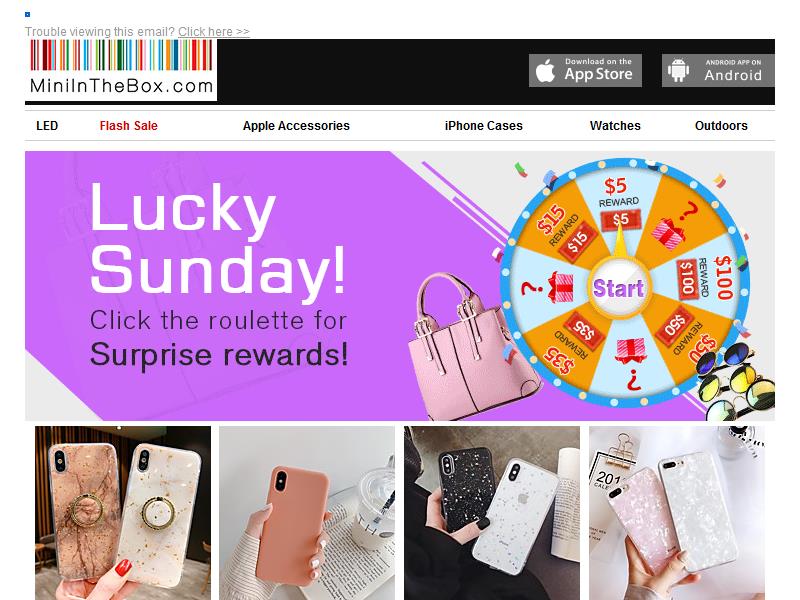 Trouble viewing this email? Click here >>
MiniInTheBox.com
Download on the
App Store
ANDROID APP ON
Android
LED
Flash Sale
Apple Accessories
iPhone Cases
Watches
Outdoors
Lucky
Sunday!
Click the roulette for
Surprise rewards!
$5
REWARD
$5
?
$100
REWARD
$100
$50
REWARD
$50
?
$35
REWARD
$35
?
$15
REWARD
$15
Start
201